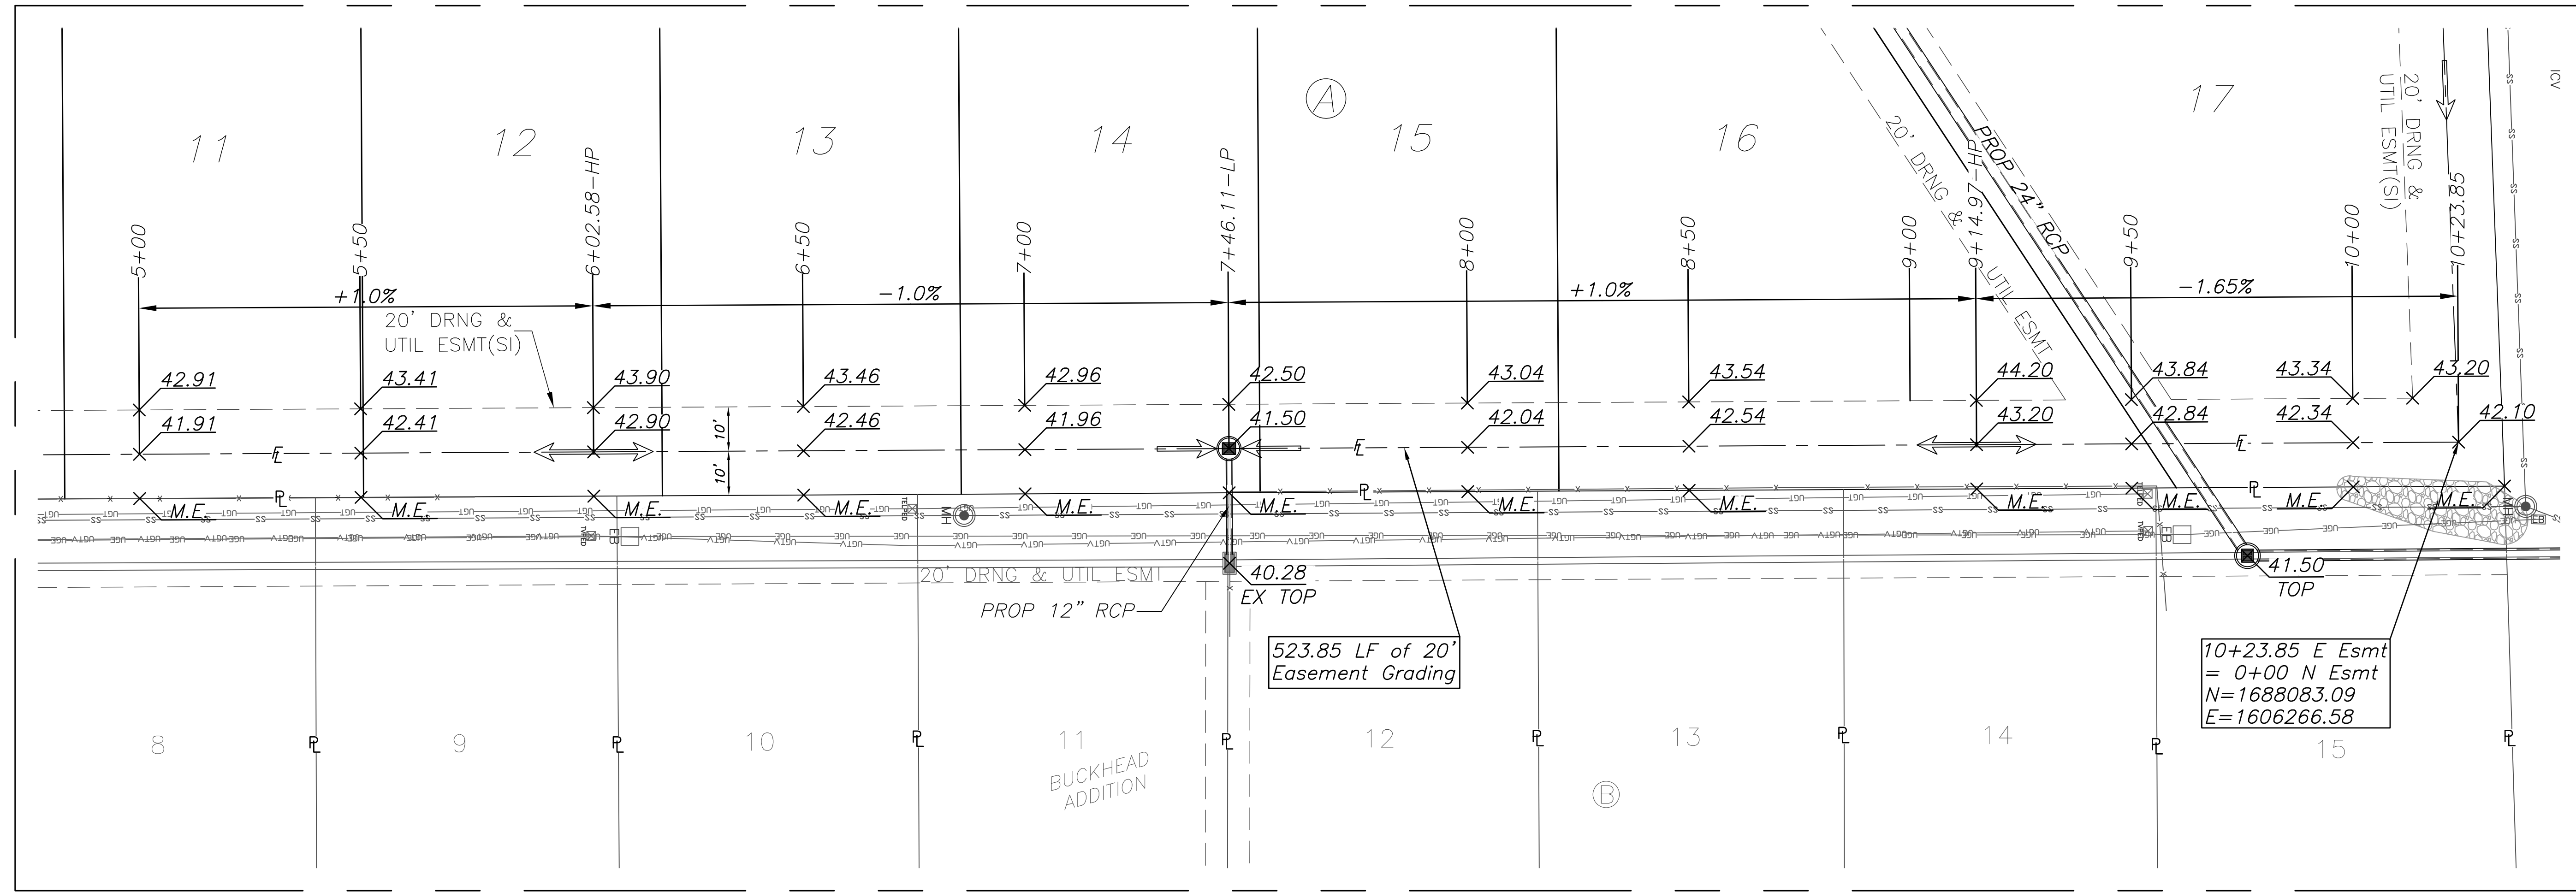 11
12
13
14
A
15
16
17
20' DRNG &
UTIL ESMT(SI)
ICV
5+00
5+50
6+02.58-HP
6+50
7+00
7+46.11-LP
8+00
8+50
9+00
9+14.97-HP
9+50
10+00
10+23.85
20' DRNG & UTIL ESMT
PROP 24" RCP
+1.0%
-1.0%
+1.0%
-1.65%
20' DRNG &
UTIL ESMT(SI)
42.91
43.41
43.90
43.46
42.96
42.50
43.04
43.54
44.20
43.84
43.34
43.20
41.91
42.41
42.90
42.46
41.96
41.50
42.04
42.54
43.20
42.84
42.34
42.10
10'
10'
M.E.
M.E.
M.E.
M.E.
M.E.
M.E.
M.E.
M.E.
M.E.
M.E.
M.E.
M.E.
MH
MH
EB
EB
EB
20' DRNG & UTIL ESMT
40.28
EX TOP
41.50
TOP
PROP 12" RCP
523.85 LF of 20'
Easement Grading
10+23.85 E Esmt
= 0+00 N Esmt
N=1688083.09
E=1606266.58
8
9
10
11
12
13
14
15
BUCKHEAD
ADDITION
B